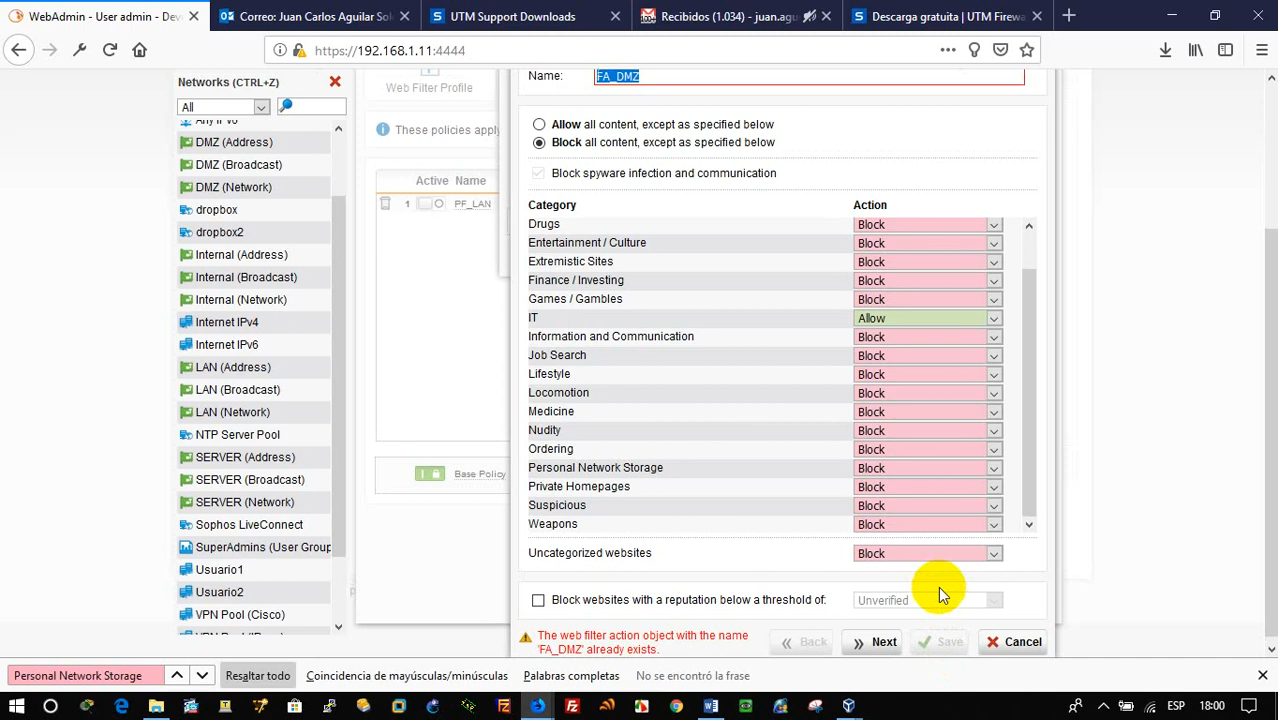 WebAdmin - User admin - Dev
Correo: Juan Carlos Aguilar So
UTM Support Downloads
Recibidos (1.034) - juan.agu
Descarga gratuita | UTM Firewa
https://192.168.1.11:4444
Networks (CTRL+Z)
All
DMZ (Address)
DMZ (Broadcast)
DMZ (Network)
dropbox
dropbox2
Internal (Address)
Internal (Broadcast)
Internal (Network)
Internet IPv4
Internet IPv6
LAN (Address)
LAN (Broadcast)
LAN (Network)
NTP Server Pool
SERVER (Address)
SERVER (Broadcast)
SERVER (Network)
Sophos LiveConnect
SuperAdmins (User Group
Usuario1
Usuario2
VPN Pool (Cisco)
Web Filter Profile
These policies apply
Active Name
1 PF_LAN
Base Policy
Name: FA_DMZ
Allow all content, except as specified below
Block all content, except as specified below
Block spyware infection and communication
Category Action
Drugs Block
Entertainment / Culture Block
Extremistic Sites Block
Finance / Investing Block
Games / Gambles Block
IT Allow
Information and Communication Block
Job Search Block
Lifestyle Block
Locomotion Block
Medicine Block
Nudity Block
Ordering Block
Personal Network Storage Block
Private Homepages Block
Suspicious Block
Weapons Block
Uncategorized websites Block
Block websites with a reputation below a threshold of: Unverified
The web filter action object with the name
'FA_DMZ' already exists.
Back Next Save Cancel
Personal Network Storage Resaltar todo Coincidencia de mayúsculas/minúsculas Palabras completas No se encontró la frase
ESP 18:00